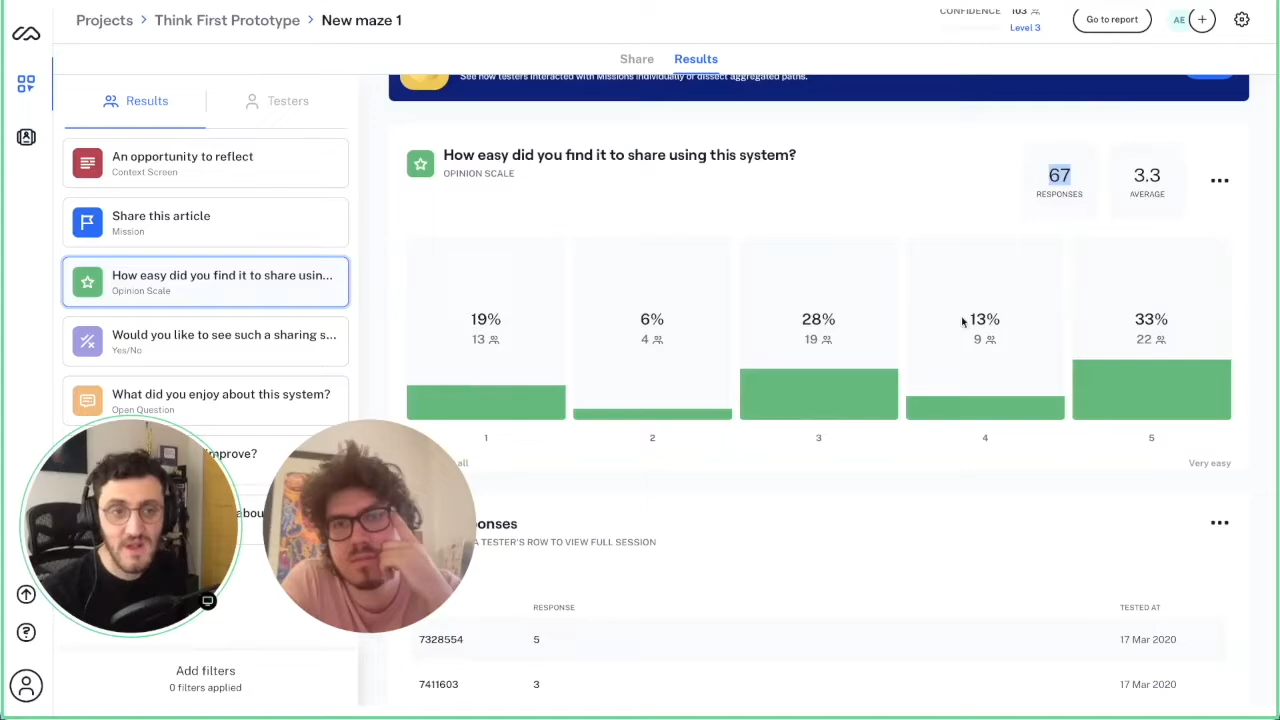 Projects > Think First Prototype > New maze 1
CONFIDENCE 103
Level 3
Go to report
AE
+
Share
Results
See how testers interacted with Missions individually or dissect aggregated paths.
Results
Testers
An opportunity to reflect
Context Screen
Share this article
Mission
How easy did you find it to share usin...
Opinion Scale
Would you like to see such a sharing s...
Yes/No
What did you enjoy about this system?
Open Question
mprove?
abou
Add filters
0 filters applied
How easy did you find it to share using this system?
OPINION SCALE
67
RESPONSES
3.3
AVERAGE
19% 6% 28% 13% 33%
13 4 19 9 22
1 2 3 4 5
all
Very easy
ponses
A TESTER'S ROW TO VIEW FULL SESSION
RESPONSE TESTED AT
7328554 5 17 Mar 2020
7411603 3 17 Mar 2020